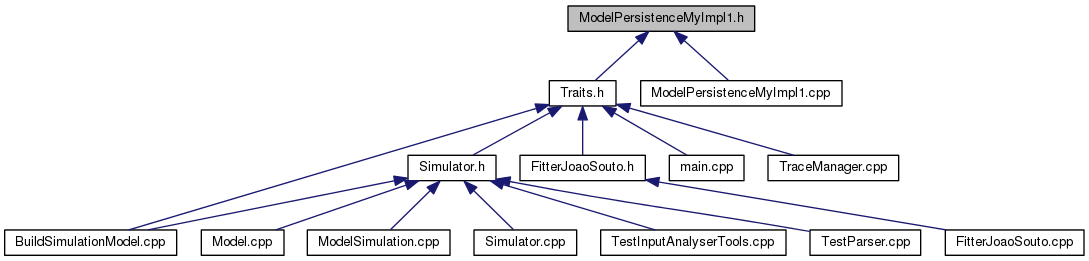 ModelPersistenceMyImpl1.h
Traits.h
ModelPersistenceMyImpl1.cpp
Simulator.h
FitterJoaoSouto.h
main.cpp
TraceManager.cpp
BuildSimulationModel.cpp
Model.cpp
ModelSimulation.cpp
Simulator.cpp
TestInputAnalyserTools.cpp
TestParser.cpp
FitterJoaoSouto.cpp